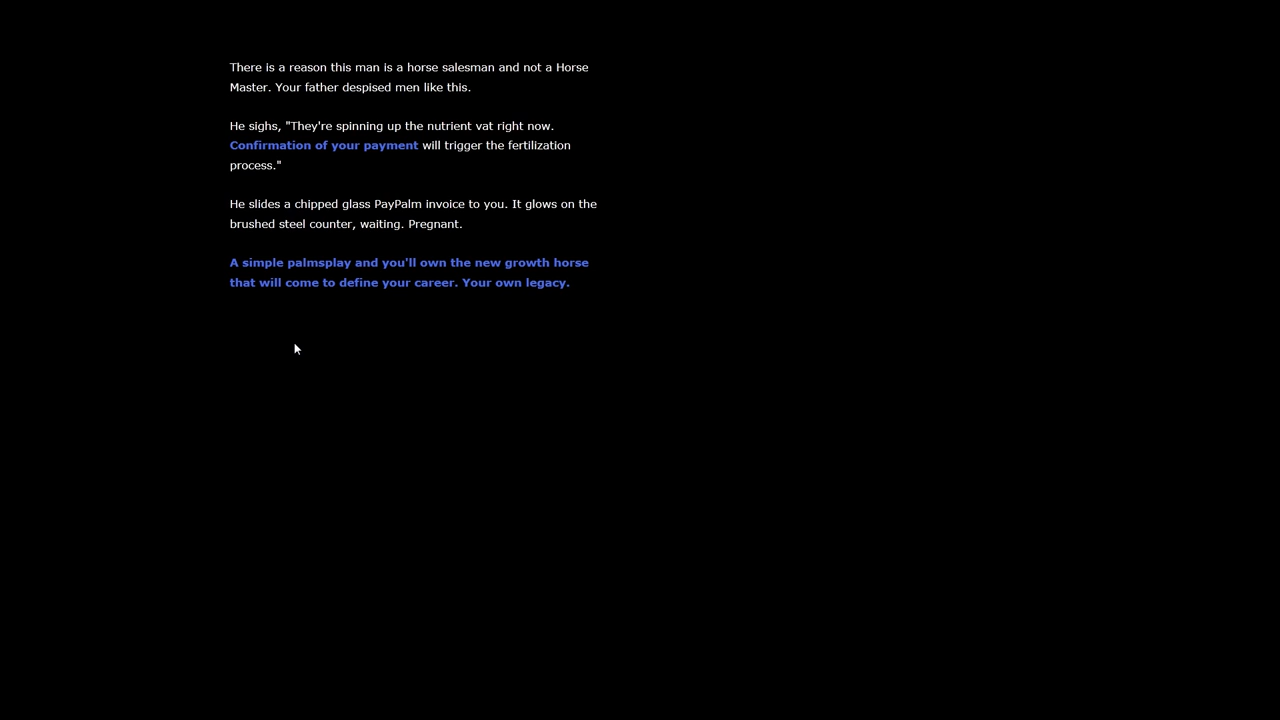 There is a reason this man is a horse salesman and not a Horse
Master. Your father despised men like this.
He sighs, "They're spinning up the nutrient vat right now.
Confirmation of your payment will trigger the fertilization
process."
He slides a chipped glass PayPalm invoice to you. It glows on the
brushed steel counter, waiting. Pregnant.
A simple palmsplay and you'll own the new growth horse
that will come to define your career. Your own legacy.